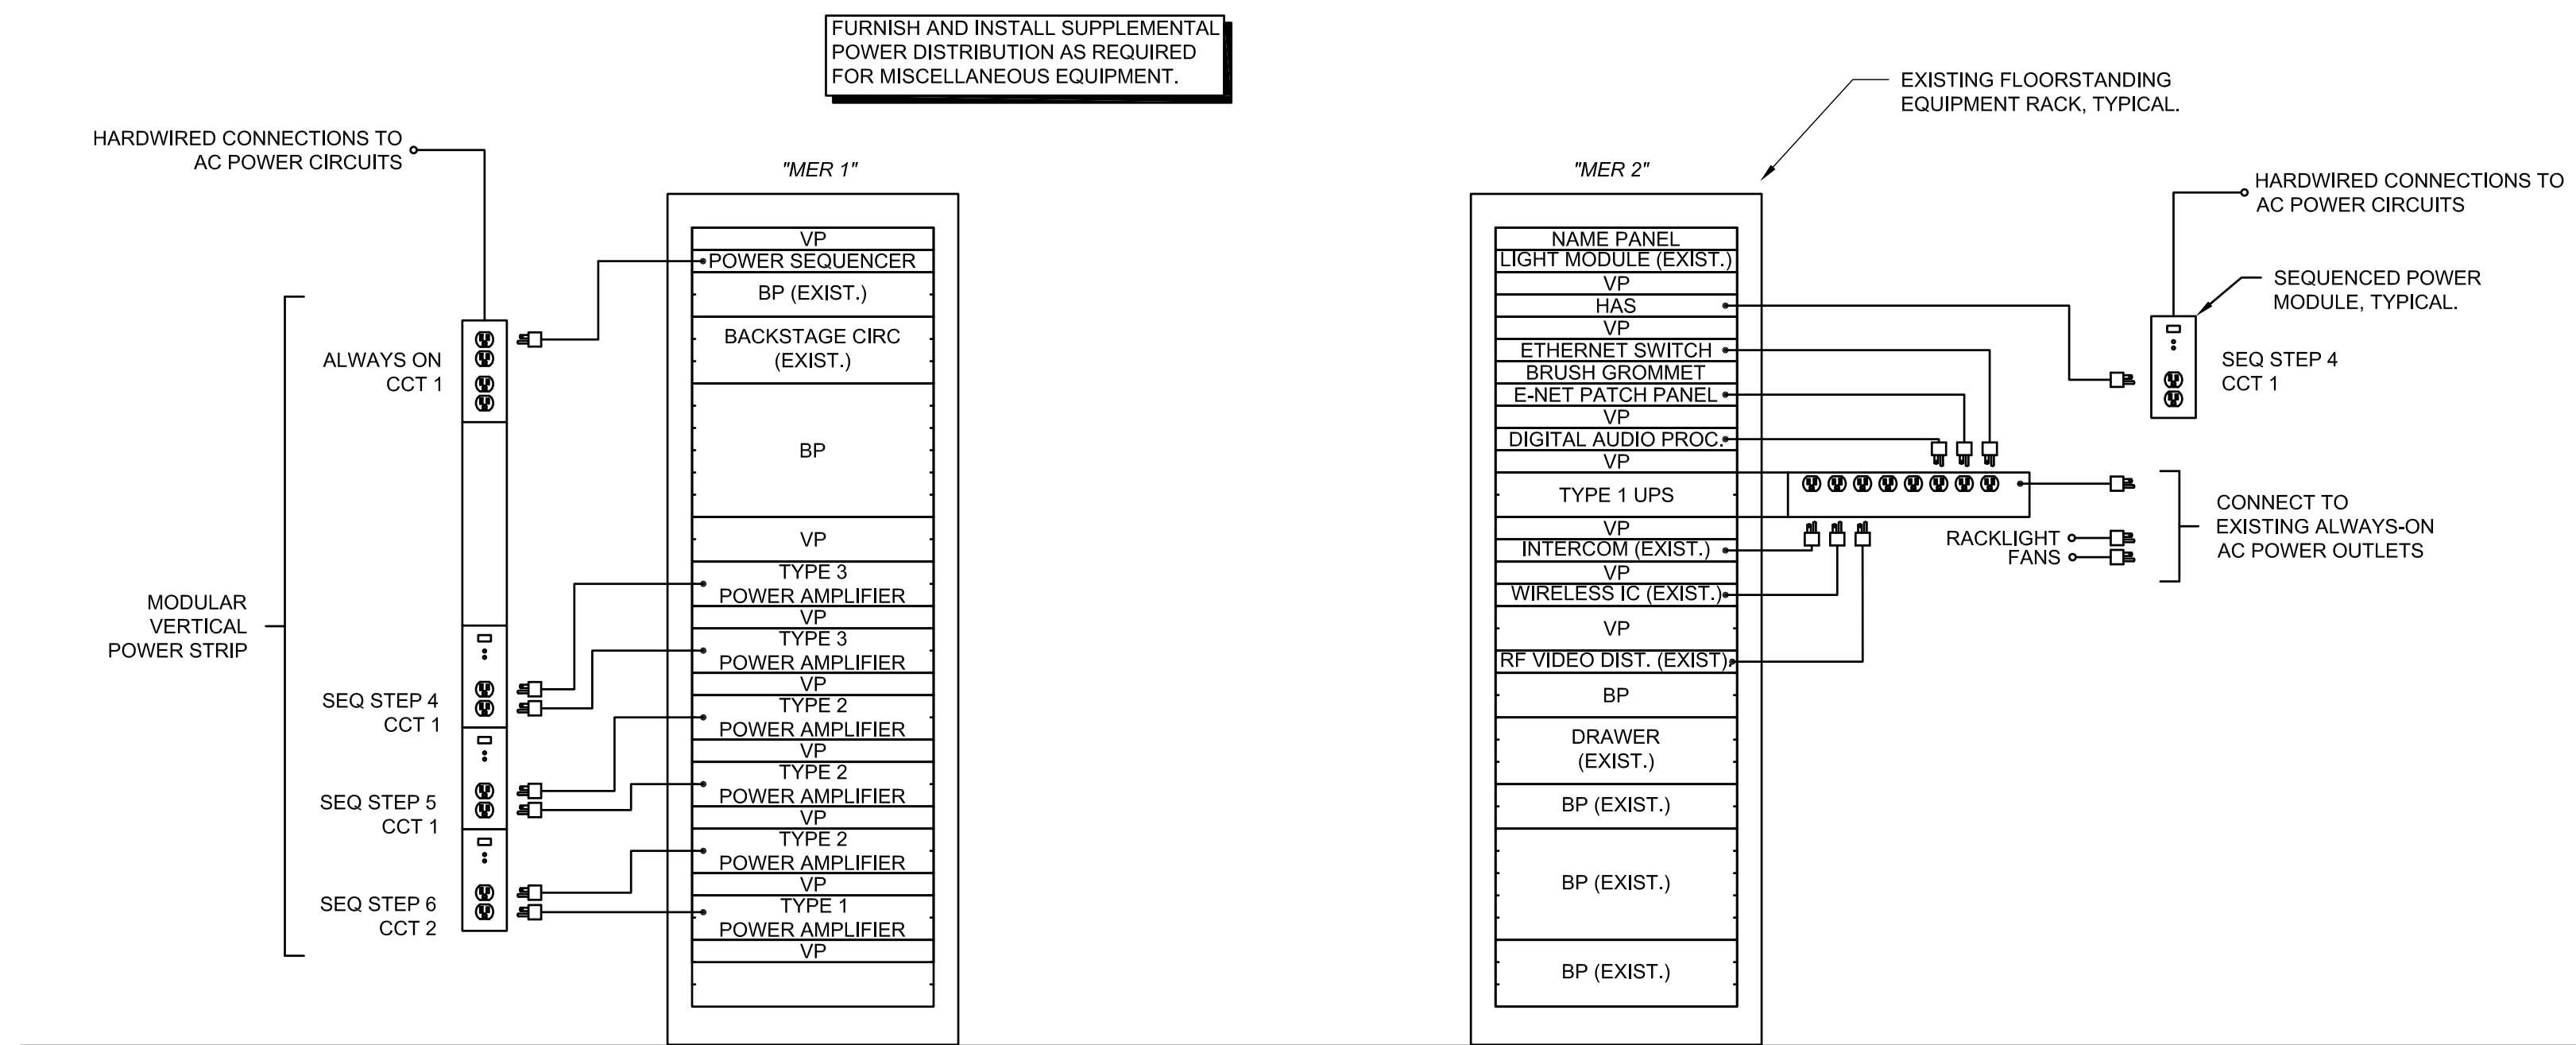 FURNISH AND INSTALL SUPPLEMENTAL
POWER DISTRIBUTION AS REQUIRED
FOR MISCELLANEOUS EQUIPMENT.
HARDWIRED CONNECTIONS TO
AC POWER CIRCUITS
MODULAR
VERTICAL
POWER STRIP
ALWAYS ON
CCT 1
SEQ STEP 4
CCT 1
SEQ STEP 5
CCT 1
SEQ STEP 6
CCT 2
"MER 1"
VP
POWER SEQUENCER
BP (EXIST.)
BACKSTAGE CIRC
(EXIST.)
BP
VP
TYPE 3
POWER AMPLIFIER
VP
TYPE 3
POWER AMPLIFIER
VP
TYPE 2
POWER AMPLIFIER
VP
TYPE 2
POWER AMPLIFIER
VP
TYPE 2
POWER AMPLIFIER
VP
TYPE 1
POWER AMPLIFIER
VP
"MER 2"
NAME PANEL
LIGHT MODULE (EXIST.)
VP
HAS
VP
ETHERNET SWITCH
BRUSH GROMMET
E-NET PATCH PANEL
VP
DIGITAL AUDIO PROC.
VP
TYPE 1 UPS
VP
INTERCOM (EXIST.)
VP
WIRELESS IC (EXIST.)
VP
RF VIDEO DIST. (EXIST).
BP
DRAWER
(EXIST.)
BP (EXIST.)
BP (EXIST.)
BP (EXIST.)
EXISTING FLOORSTANDING
EQUIPMENT RACK, TYPICAL.
HARDWIRED CONNECTIONS TO
AC POWER CIRCUITS
SEQUENCED POWER
MODULE, TYPICAL.
SEQ STEP 4
CCT 1
RACKLIGHT
FANS
CONNECT TO
EXISTING ALWAYS-ON
AC POWER OUTLETS